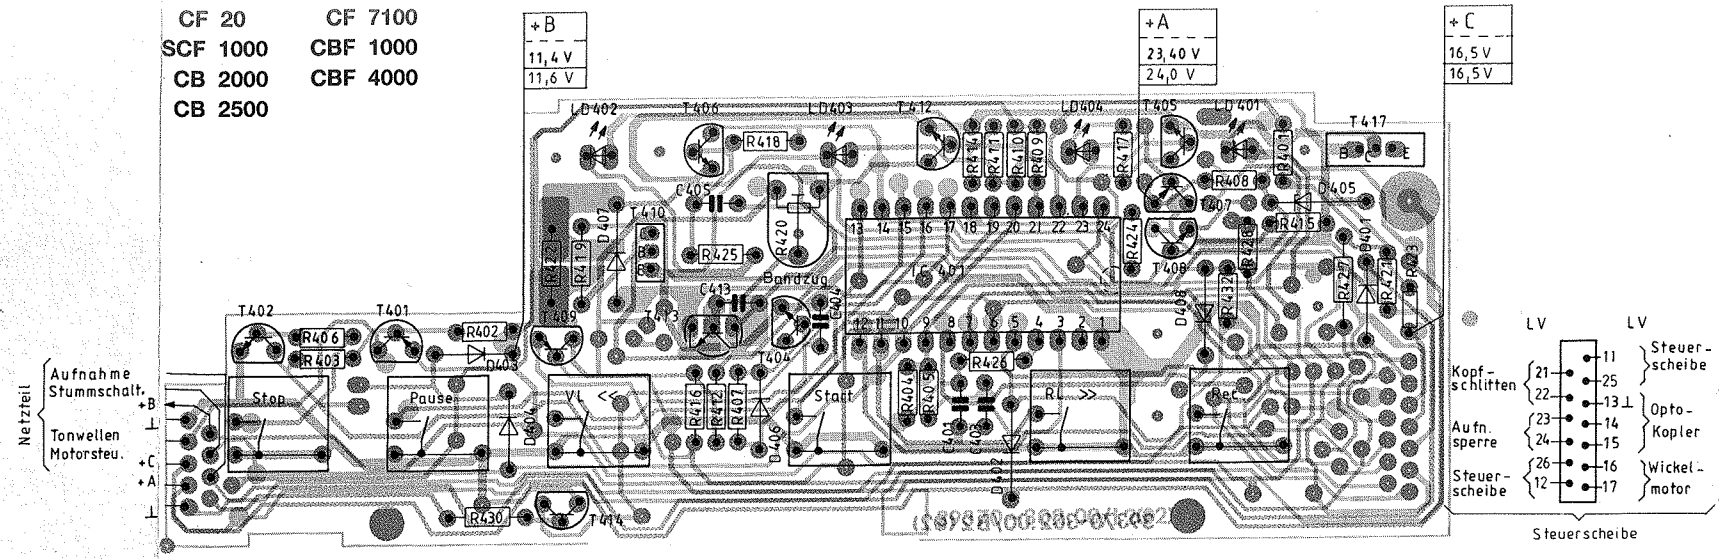 CF 20 CF 7100
SCF 1000 CBF 1000
CB 2000 CBF 4000
CB 2500
+B
11,4 V
11,6 V
+A
23,40 V
24,0 V
+C
16,5V
16,5V
LD402 T406 LD403 T412 LD404 T405 LD401 T417
R418 R414 R411 R410 R409 R417 R401 B C E
C405 R408 D405
D407 T410 T407
R422 R419 E B R425 R420 13 14 15 16 17 18 19 20 21 22 23 24 R424 R428 R415 D401 R423
Bandzug IC 401 T408 R427 R421
C413 C404 D408 R432
T402 T401 R402 T409 T413
R406 12 11 10 9 8 7 6 5 4 3 2 1
R403 D403 T404 R426
Stop Pause VL << Start RL >> Rec
D404 R416 R412 R407 D406 R404 R405 C401 C403 D402
R430 T414
Netzteil
Aufnahme
Stummschalt.
+B
⊥
Tonwellen
Motorsteu.
+C
+A
⊥
LV LV
11 Steuer-
21 scheibe
Kopf-
schlitten 25
22 13 ⊥
23 14 Opto-
Aufn. Koppler
sperre 24 15
26 16 Wickel-
Steuer- motor
scheibe 12 17
Steuerscheibe